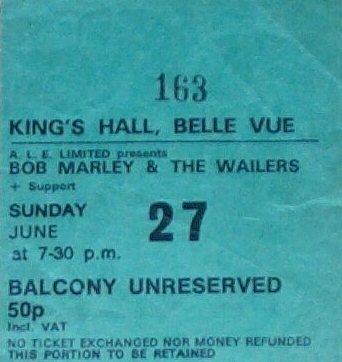 163
KING'S HALL, BELLE VUE
A. L. E. LIMITED presents
BOB MARLEY & THE WAILERS
+ Support
SUNDAY 27
JUNE
at 7-30 p.m.
BALCONY UNRESERVED
50p
Incl. VAT
NO TICKET EXCHANGED NOR MONEY REFUNDED
THIS PORTION TO BE RETAINED